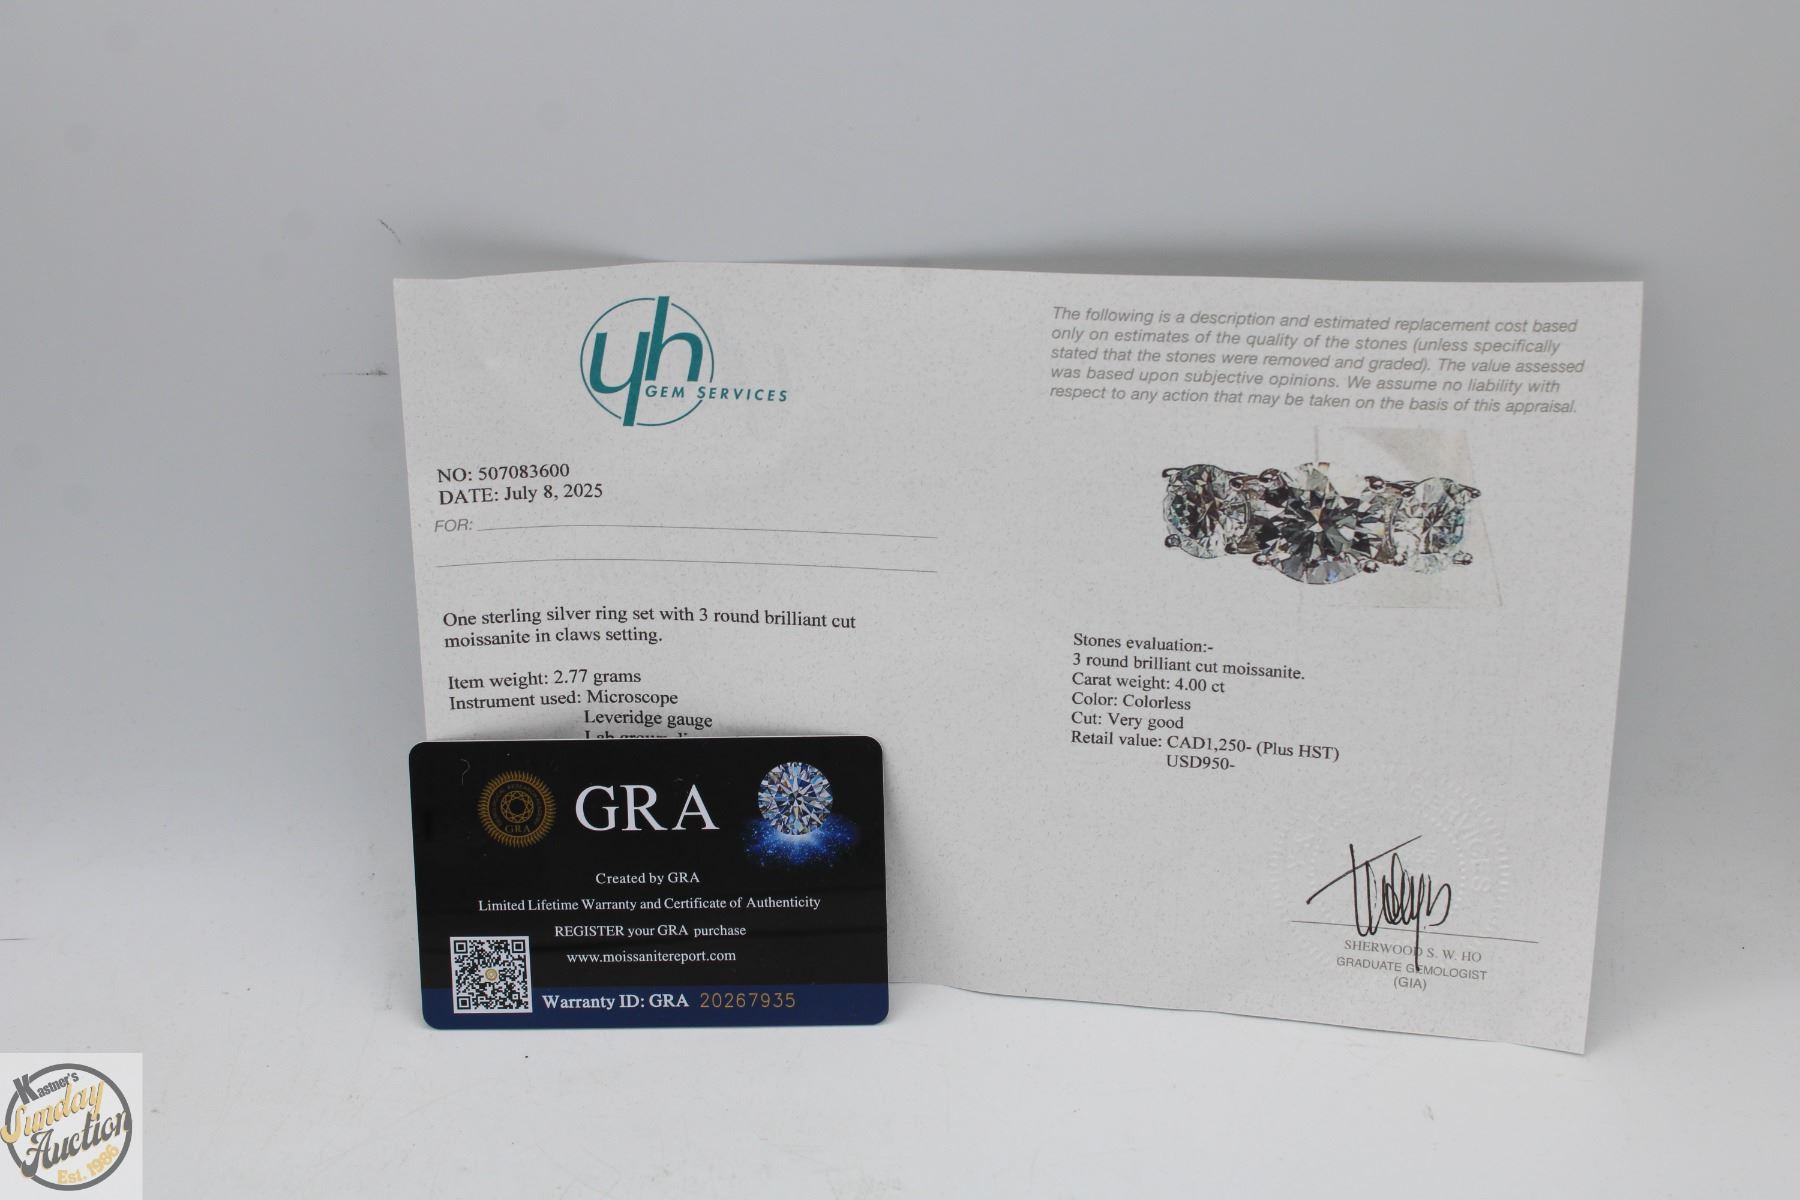 yh
GEM SERVICES
NO: 507083600
DATE: July 8, 2025
FOR:
One sterling silver ring set with 3 round brilliant cut
moissanite in claws setting.
Item weight: 2.77 grams
Instrument used: Microscope
Leveridge gauge
The following is a description and estimated replacement cost based
only on estimates of the quality of the stones (unless specifically
stated that the stones were removed and graded). The value assessed
was based upon subjective opinions. We assume no liability with
respect to any action that may be taken on the basis of this appraisal.
Stones evaluation:-
3 round brilliant cut moissanite.
Carat weight: 4.00 ct
Color: Colorless
Cut: Very good
Retail value: CAD1,250- (Plus HST)
USD950-
SHERWOOD S. W. HO
GRADUATE GEMOLOGIST
(GIA)
GRA
GRA
Created by GRA
Limited Lifetime Warranty and Certificate of Authenticity
REGISTER your GRA purchase
www.moissanitereport.com
Warranty ID: GRA 20267935
Kastner's
Sunday
Auction
Est. 1986